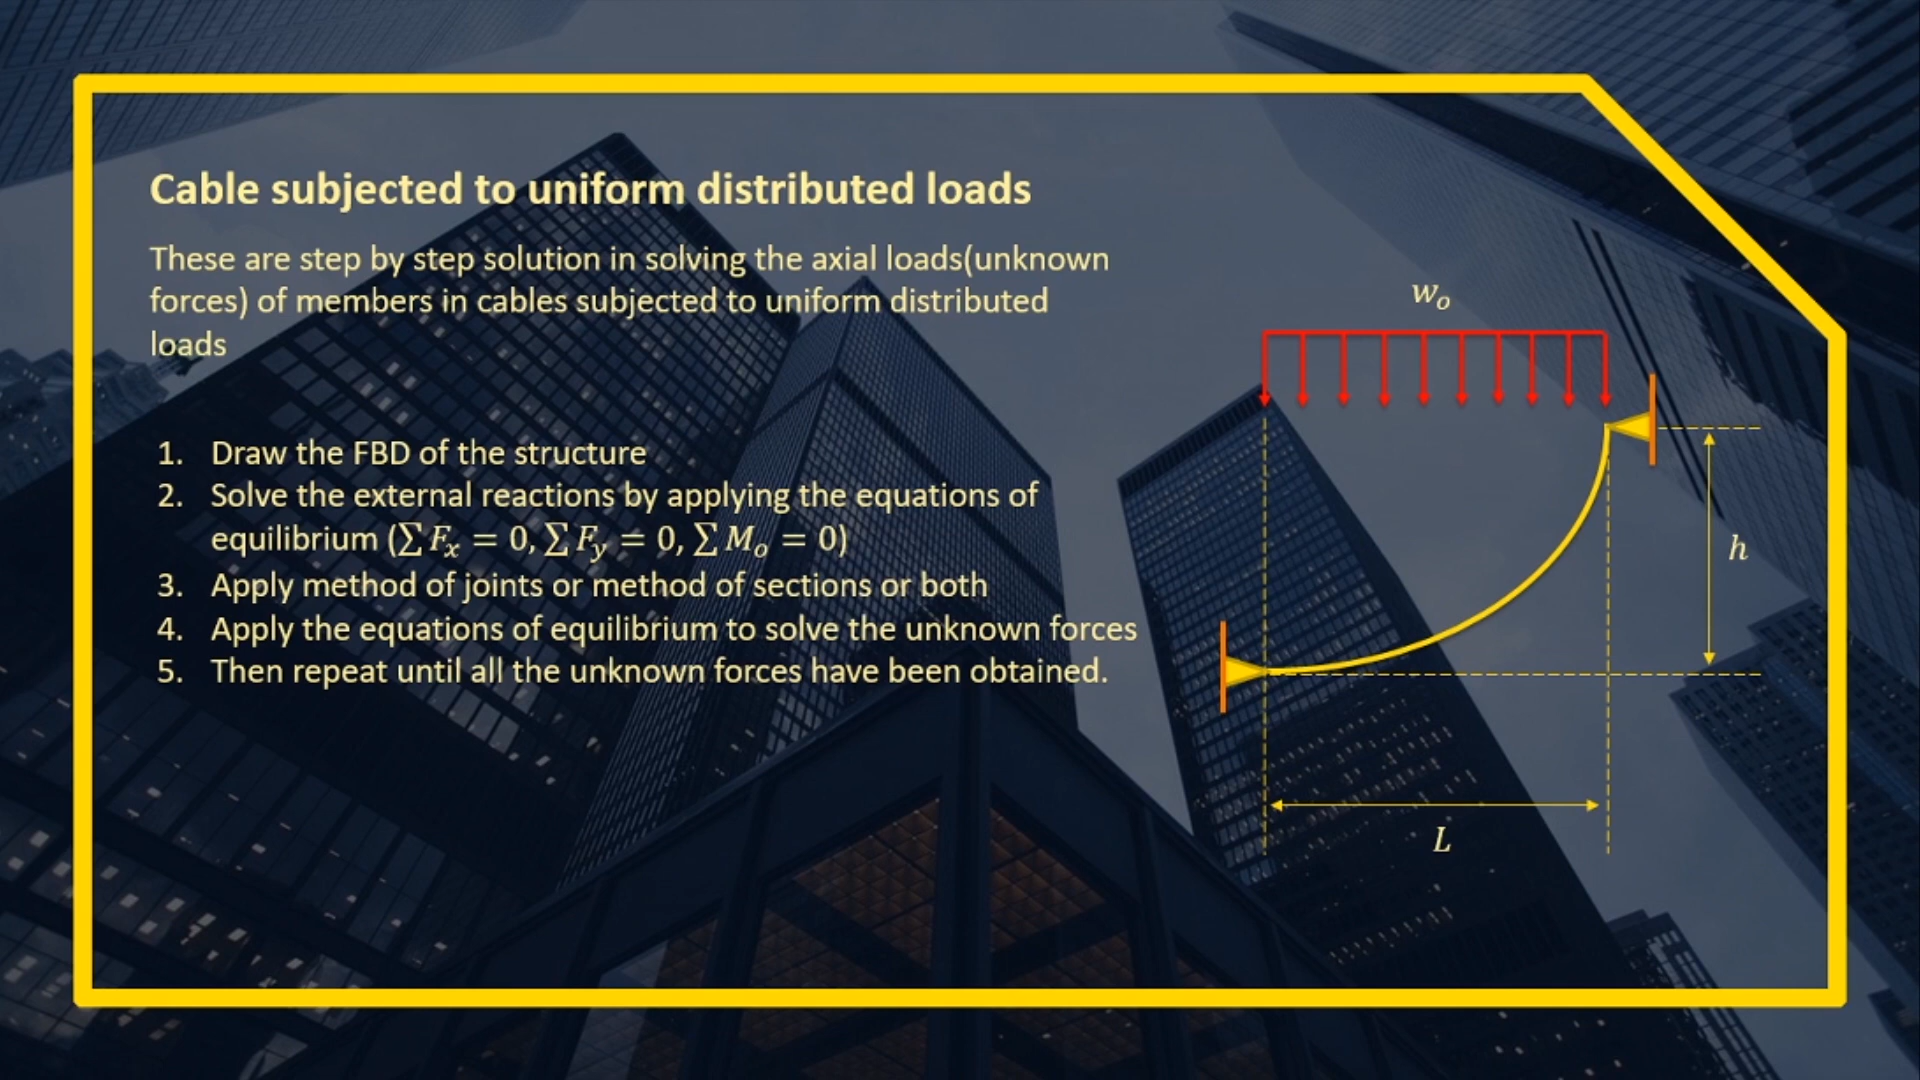 Cable subjected to uniform distributed loads
These are step by step solution in solving the axial loads(unknown
forces) of members in cables subjected to uniform distributed
loads
1. Draw the FBD of the structure
2. Solve the external reactions by applying the equations of
equilibrium (∑ Fₓ = 0, ∑ F_y = 0, ∑ Mₒ = 0)
3. Apply method of joints or method of sections or both
4. Apply the equations of equilibrium to solve the unknown forces
5. Then repeat until all the unknown forces have been obtained.
wₒ
h
L